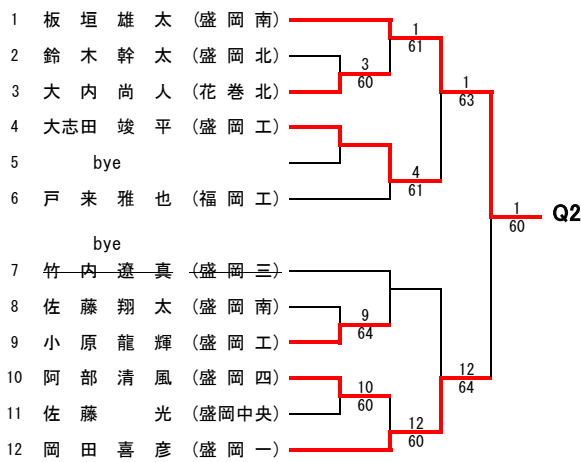 1 板垣雄太 (盛岡南)
1
61
2 鈴木幹太 (盛岡北)
3
60
3 大内尚人 (花巻北)
1
63
4 大志田竣平 (盛岡工)
5 bye
4
61
6 戸来雅也 (福岡工)
1
60
Q2
bye
7 竹内遼真 (盛岡三)
8 佐藤翔太 (盛岡南)
9
64
9 小原龍輝 (盛岡工)
10 阿部清風 (盛岡四)
12
64
10
60
11 佐藤光 (盛岡中央)
12
60
12 岡田喜彦 (盛岡一)